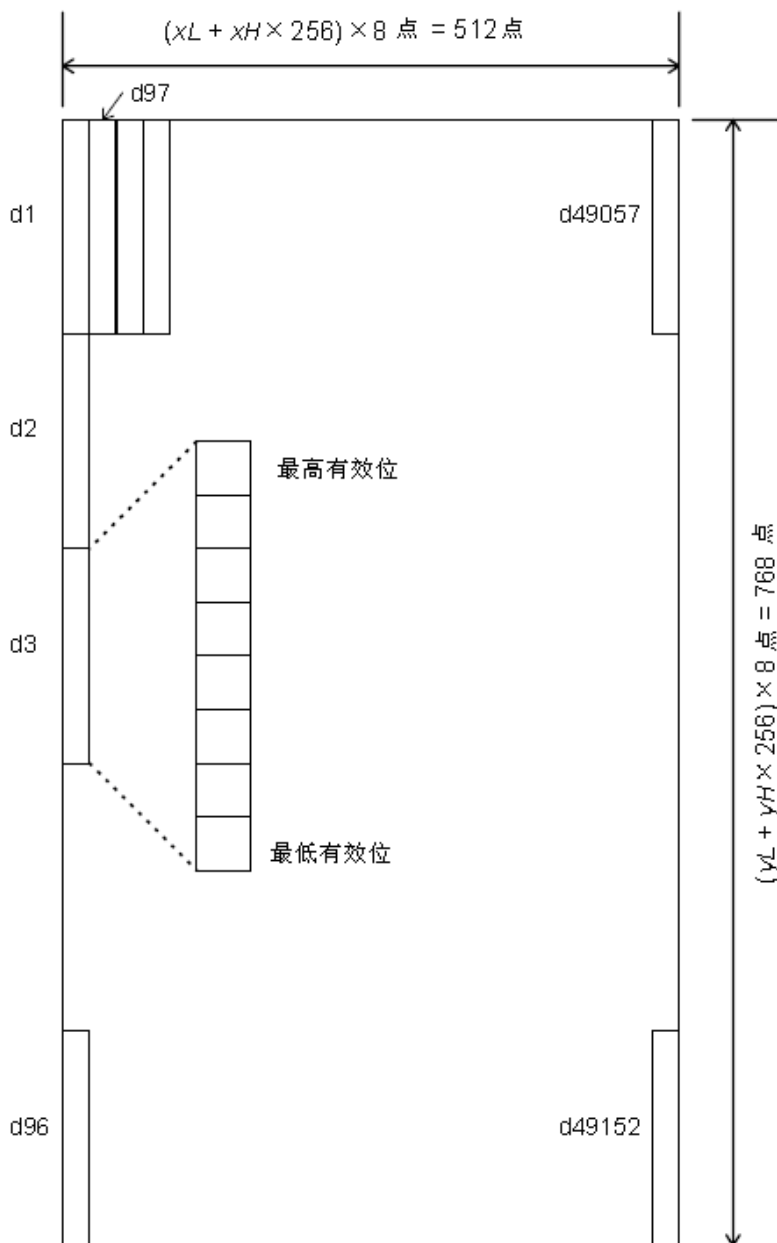 (xL + xH × 256) × 8 点 = 512点
d97
d1
d49057
d2
最高有效位
d3
(yL + yH × 256) × 8 点 = 768 点
最低有效位
d96
d49152